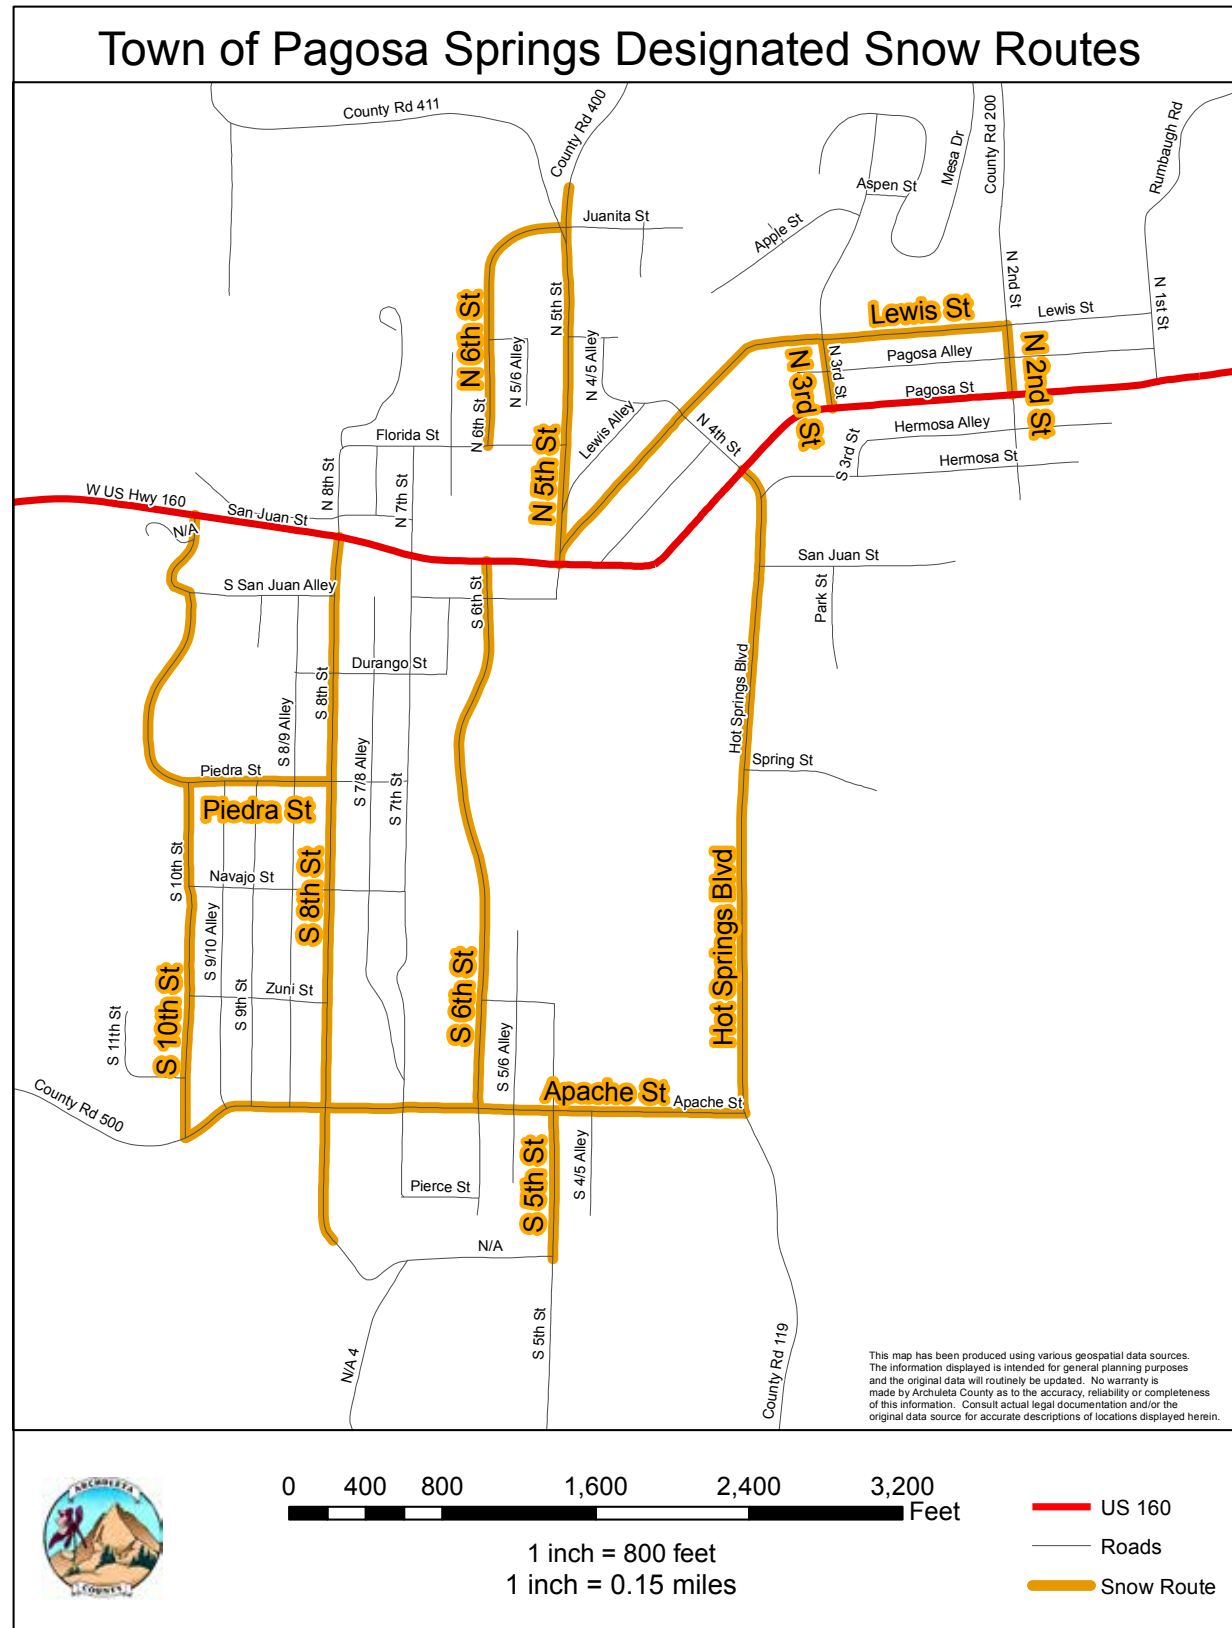 Town of Pagosa Springs Designated Snow Routes
County Rd 411
County Rd 400
Mesa Dr
County Rd 200
Rumbaugh Rd
Aspen St
Juanita St
Apple St
N 2nd St
N 1st St
N 6th St
N 5th St
Lewis St
Lewis St
N 5/6 Alley
N 4/5 Alley
N 3rd St
N 3rd St
Pagosa Alley
N 2nd St
Pagosa St
N 6th St
Lewis Alley
N 4th St
Hermosa Alley
Florida St
S 3rd St
Hermosa St
N 8th St
N 7th St
N 5th St
W US Hwy 160
San Juan St
N/A
San Juan St
S San Juan Alley
S 6th St
Park St
Durango St
S 8th St
Hot Springs Blvd
S 8/9 Alley
S 7/8 Alley
Spring St
Piedra St
S 7th St
Piedra St
S 10th St
Navajo St
S 8th St
Hot Springs Blvd
S 9/10 Alley
S 6th St
S 10th St
S 9th St
Zuni St
S 11th St
S 5/6 Alley
County Rd 500
Apache St
Apache St
S 5th St
S 4/5 Alley
Pierce St
N/A
S 5th St
N/A 4
County Rd 119
This map has been produced using various geospatial data sources.
The information displayed is intended for general planning purposes
and the original data will routinely be updated. No warranty is
made by Archuleta County as to the accuracy, reliability or completeness
of this information. Consult actual legal documentation and/or the
original data source for accurate descriptions of locations displayed herein.
ARCHULETA
COUNTY
0 400 800 1,600 2,400 3,200
Feet
1 inch = 800 feet
1 inch = 0.15 miles
US 160
Roads
Snow Route